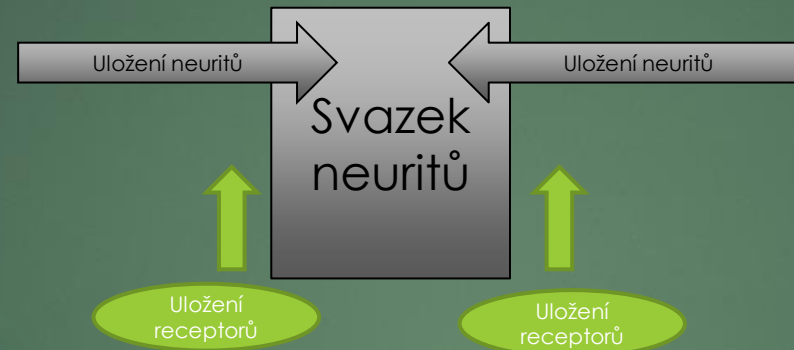 Uložení neuritů
Uložení neuritů
Svazek
neuritů
Uložení
receptorů
Uložení
receptorů